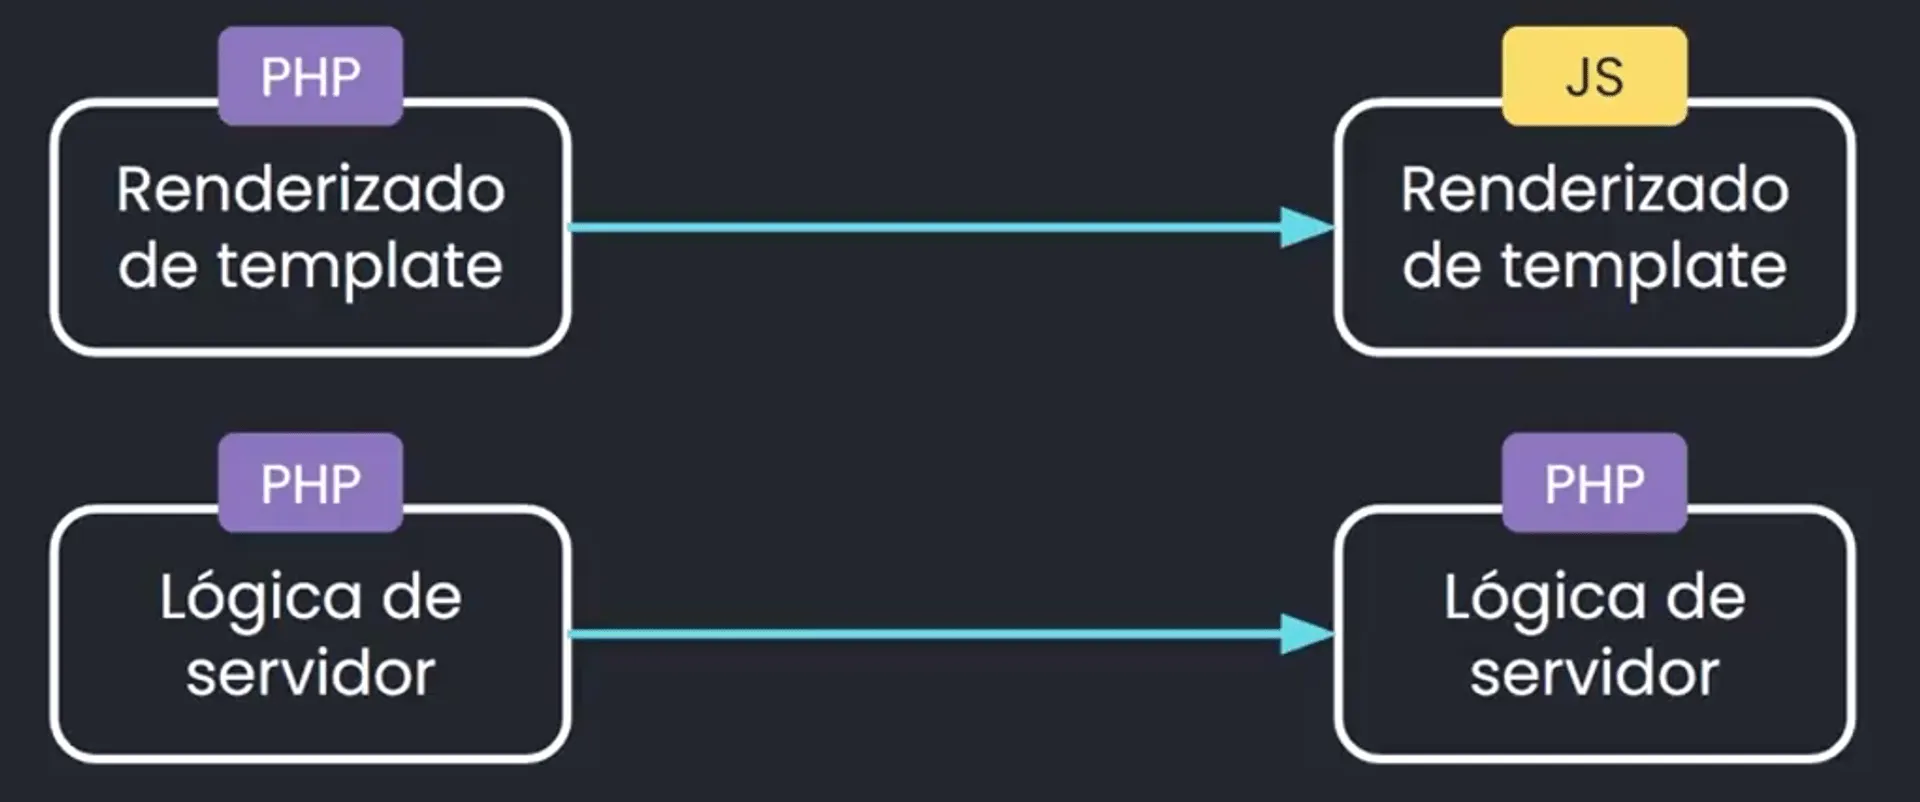 PHP
Renderizado
de template
JS
Renderizado
de template
PHP
Lógica de
servidor
PHP
Lógica de
servidor